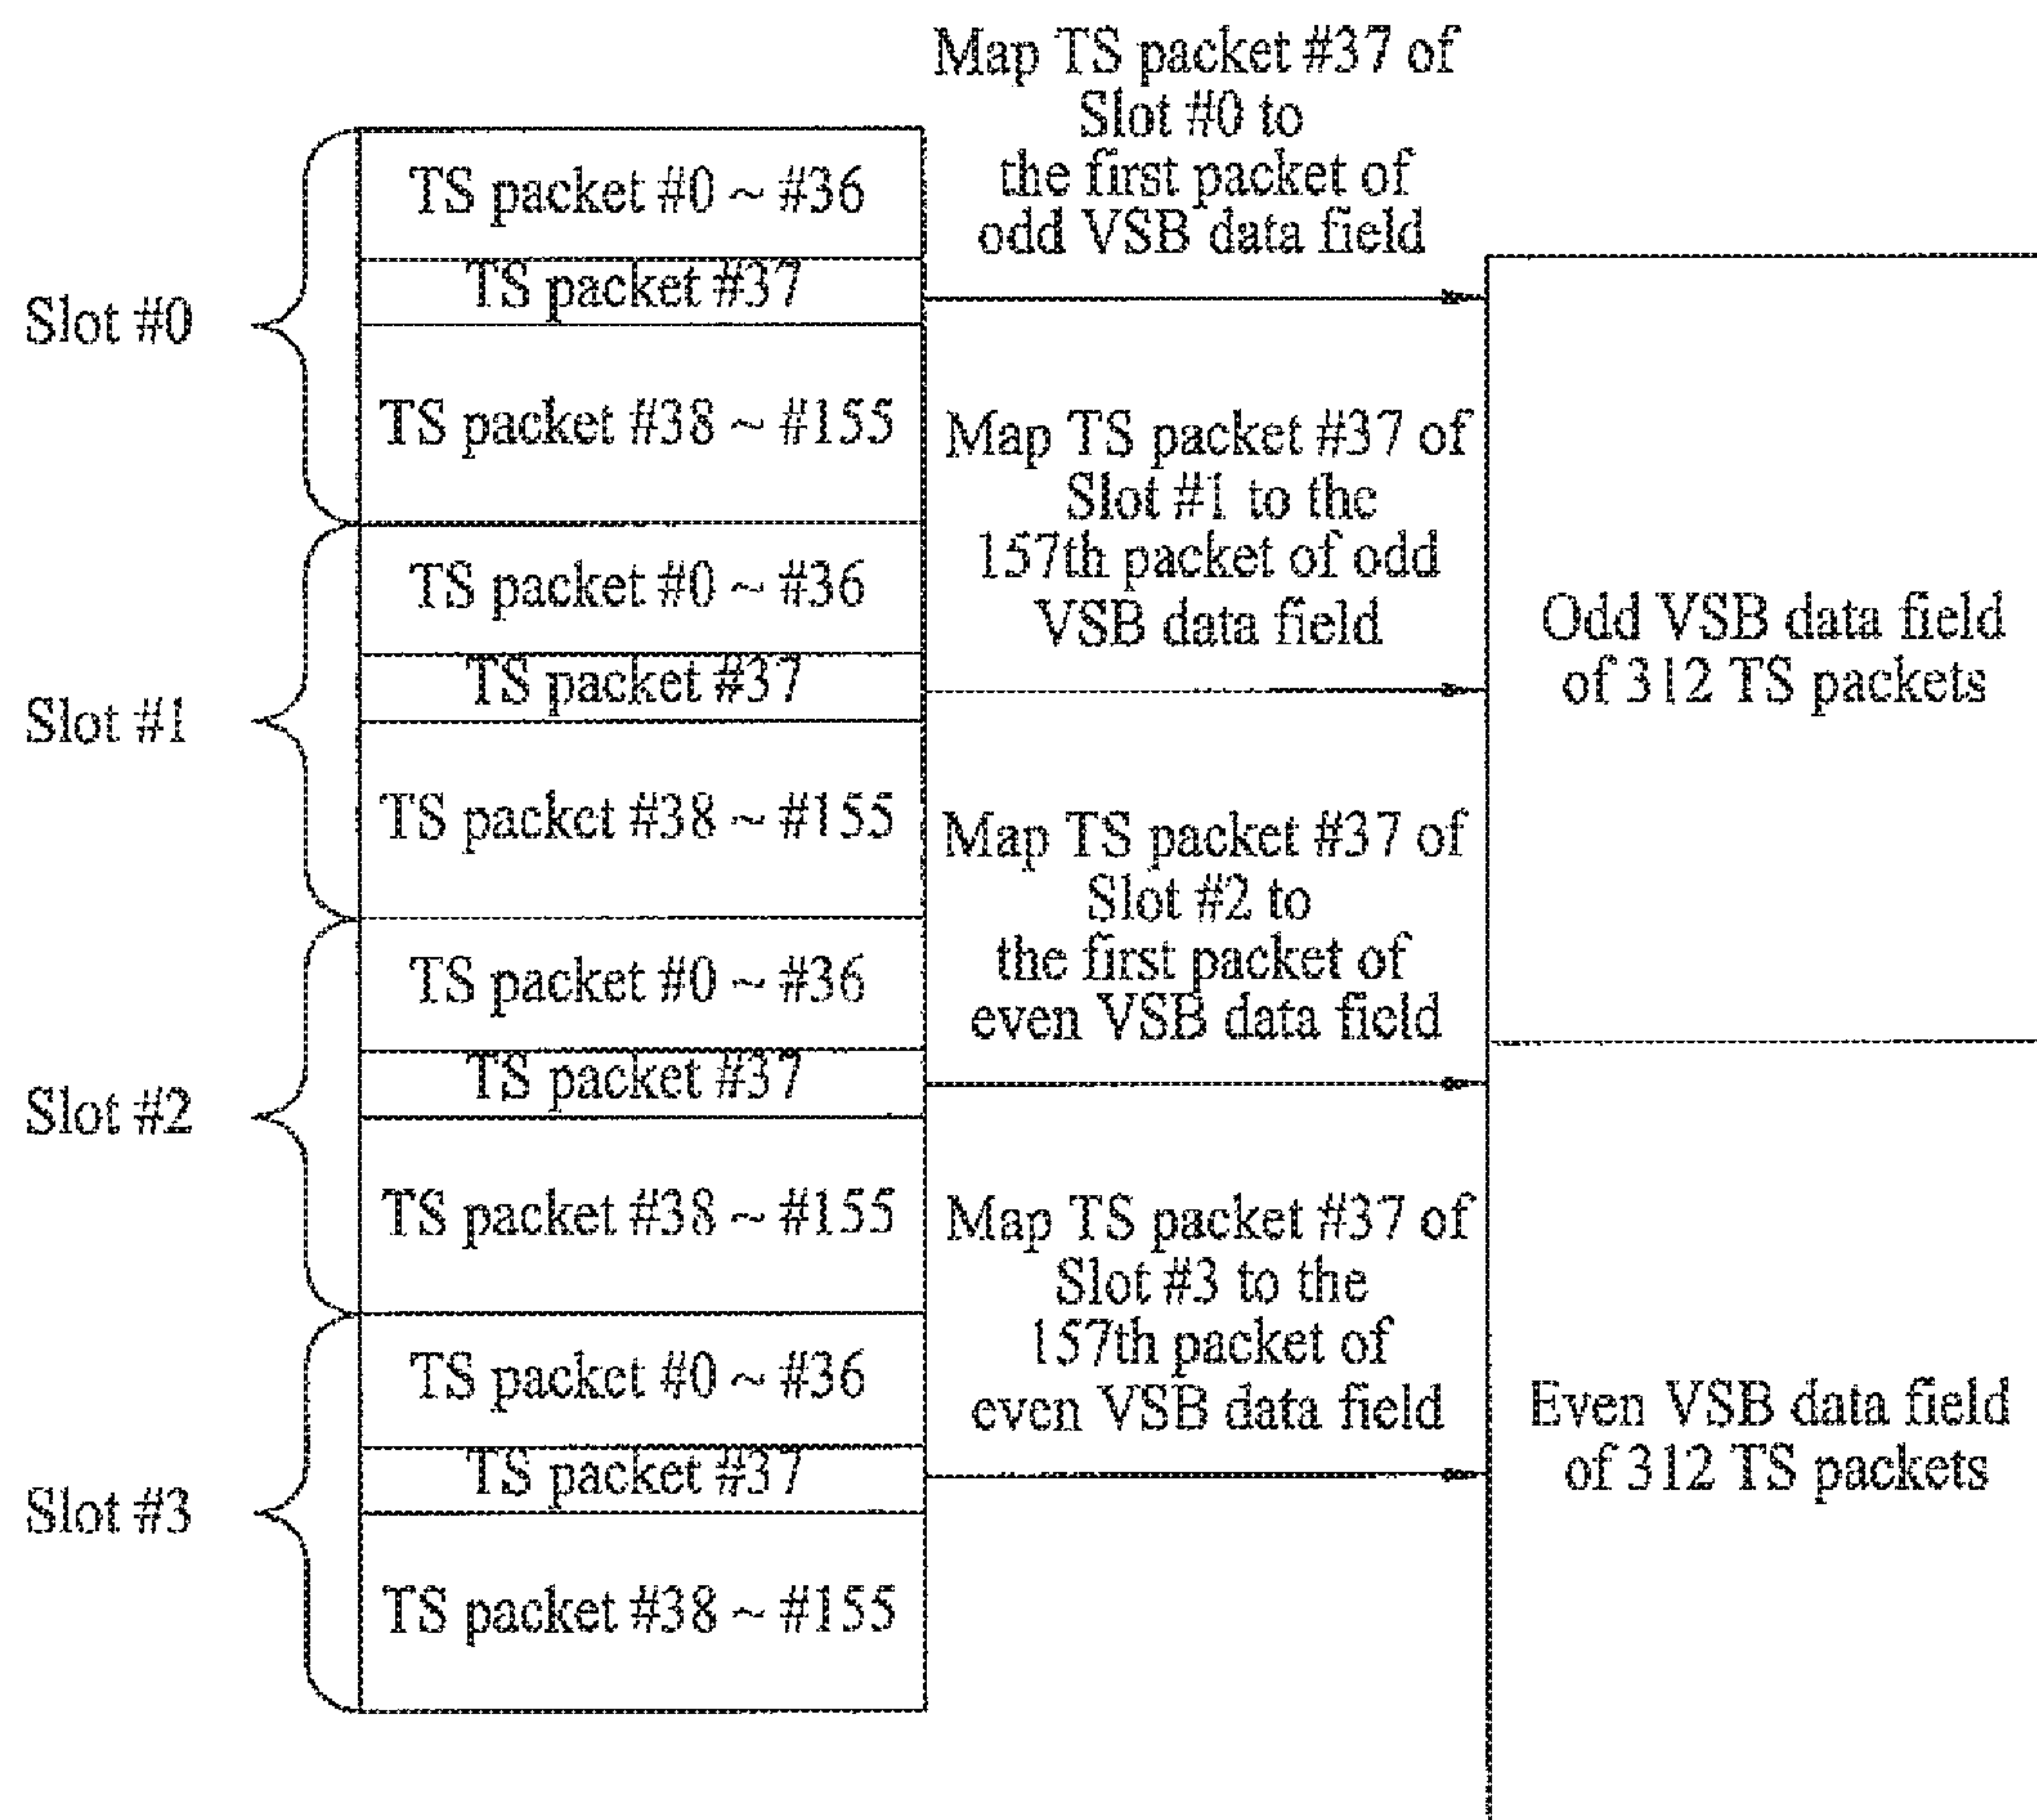 Slot #0
TS packet #0 ~ #36
TS packet #37
TS packet #38 ~ #155
Slot #1
TS packet #0 ~ #36
TS packet #37
TS packet #38 ~ #155
Slot #2
TS packet #0 ~ #36
TS packet #37
TS packet #38 ~ #155
Slot #3
TS packet #0 ~ #36
TS packet #37
TS packet #38 ~ #155
Map TS packet #37 of
Slot #0 to
the first packet of
odd VSB data field
Map TS packet #37 of
Slot #1 to the
157th packet of odd
VSB data field
Map TS packet #37 of
Slot #2 to
the first packet of
even VSB data field
Map TS packet #37 of
Slot #3 to the
157th packet of
even VSB data field
Odd VSB data field
of 312 TS packets
Even VSB data field
of 312 TS packets